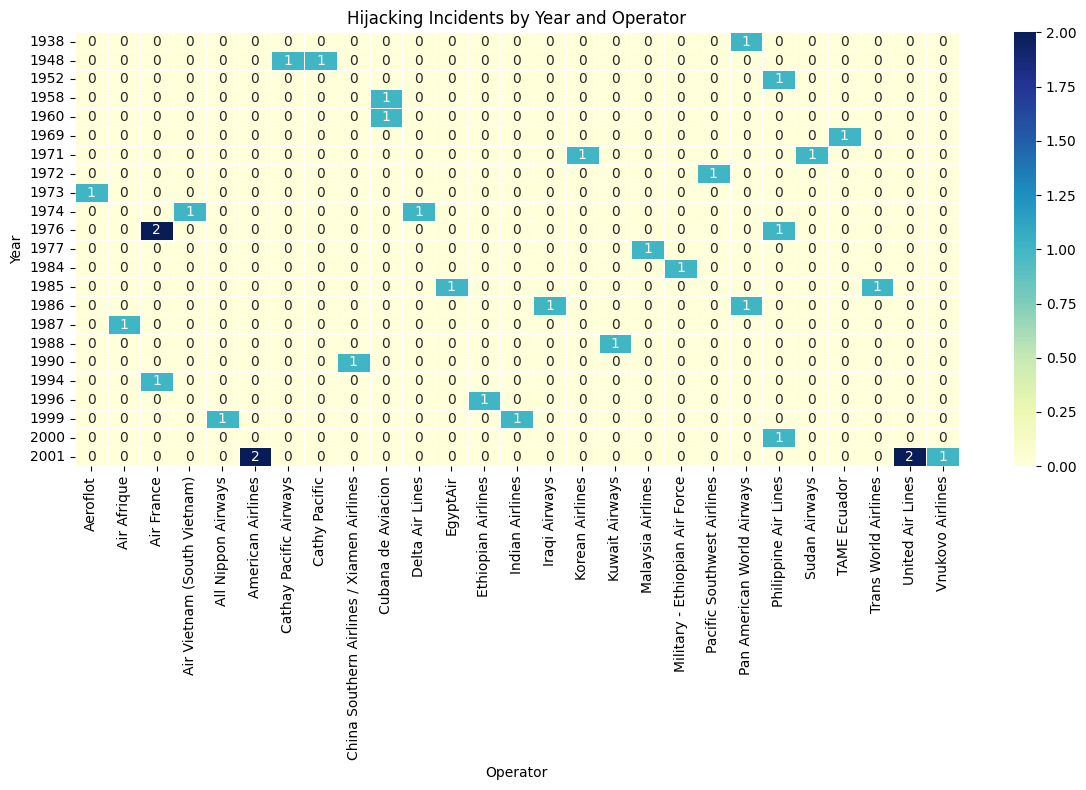 Hijacking Incidents by Year and Operator
Year
1938 0 0 0 0 0 0 0 0 0 0 0 0 0 0 0 0 0 0 0 0 1 0 0 0 0 0 0
1948 0 0 0 0 0 0 1 1 0 0 0 0 0 0 0 0 0 0 0 0 0 0 0 0 0 0 0
1952 0 0 0 0 0 0 0 0 0 0 0 0 0 0 0 0 0 0 0 0 0 1 0 0 0 0 0
1958 0 0 0 0 0 0 0 0 0 1 0 0 0 0 0 0 0 0 0 0 0 0 0 0 0 0 0
1960 0 0 0 0 0 0 0 0 0 1 0 0 0 0 0 0 0 0 0 0 0 0 0 0 0 0 0
1969 0 0 0 0 0 0 0 0 0 0 0 0 0 0 0 0 0 0 0 0 0 0 0 1 0 0 0
1971 0 0 0 0 0 0 0 0 0 0 0 0 0 0 0 1 0 0 0 0 0 0 1 0 0 0 0
1972 0 0 0 0 0 0 0 0 0 0 0 0 0 0 0 0 0 0 0 1 0 0 0 0 0 0 0
1973 1 0 0 0 0 0 0 0 0 0 0 0 0 0 0 0 0 0 0 0 0 0 0 0 0 0 0
1974 0 0 0 1 0 0 0 0 0 0 1 0 0 0 0 0 0 0 0 0 0 0 0 0 0 0 0
1976 0 0 2 0 0 0 0 0 0 0 0 0 0 0 0 0 0 0 0 0 0 1 0 0 0 0 0
1977 0 0 0 0 0 0 0 0 0 0 0 0 0 0 0 0 0 1 0 0 0 0 0 0 0 0 0
1984 0 0 0 0 0 0 0 0 0 0 0 0 0 0 0 0 0 0 1 0 0 0 0 0 0 0 0
1985 0 0 0 0 0 0 0 0 0 0 0 1 0 0 0 0 0 0 0 0 0 0 0 0 1 0 0
1986 0 0 0 0 0 0 0 0 0 0 0 0 0 0 1 0 0 0 0 0 1 0 0 0 0 0 0
1987 0 1 0 0 0 0 0 0 0 0 0 0 0 0 0 0 0 0 0 0 0 0 0 0 0 0 0
1988 0 0 0 0 0 0 0 0 0 0 0 0 0 0 0 0 1 0 0 0 0 0 0 0 0 0 0
1990 0 0 0 0 0 0 0 0 1 0 0 0 0 0 0 0 0 0 0 0 0 0 0 0 0 0 0
1994 0 0 1 0 0 0 0 0 0 0 0 0 0 0 0 0 0 0 0 0 0 0 0 0 0 0 0
1996 0 0 0 0 0 0 0 0 0 0 0 0 1 0 0 0 0 0 0 0 0 0 0 0 0 0 0
1999 0 0 0 0 1 0 0 0 0 0 0 0 0 1 0 0 0 0 0 0 0 0 0 0 0 0 0
2000 0 0 0 0 0 0 0 0 0 0 0 0 0 0 0 0 0 0 0 0 0 1 0 0 0 0 0
2001 0 0 0 0 0 2 0 0 0 0 0 0 0 0 0 0 0 0 0 0 0 0 0 0 0 2 1
Aeroflot
Air Afrique
Air France
Air Vietnam (South Vietnam)
All Nippon Airways
American Airlines
Cathay Pacific Airways
Cathy Pacific
China Southern Airlines / Xiamen Airlines
Cubana de Aviacion
Delta Air Lines
EgyptAir
Ethiopian Airlines
Indian Airlines
Iraqi Airways
Korean Airlines
Kuwait Airways
Malaysia Airlines
Military - Ethiopian Air Force
Pacific Southwest Airlines
Pan American World Airways
Philippine Air Lines
Sudan Airways
TAME Ecuador
Trans World Airlines
United Air Lines
Vnukovo Airlines
Operator
2.00
1.75
1.50
1.25
1.00
0.75
0.50
0.25
0.00